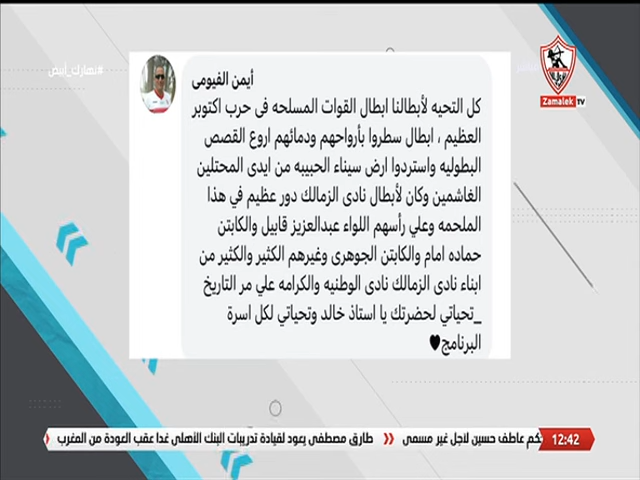 #نهارك_أبيض
Zamalek TV
أيمن الفيومى
كل التحيه لأبطالنا ابطال القوات المسلحه فى حرب اكتوبر
العظيم ، ابطال سطروا بأرواحهم ودمائهم اروع القصص
البطوليه واستردوا ارض سيناء الحبيبه من ايدى المحتلين
الغاشمين وكان لأبطال نادى الزمالك دور عظيم في هذا
الملحمه وعلي رأسهم اللواء عبدالعزيز قابيل والكابتن
حماده امام والكابتن الجوهرى وغيرهم الكثير والكثير من
ابناء نادى الزمالك نادى الوطنيه والكرامه علي مر التاريخ
_تحياتي لحضرتك يا استاذ خالد وتحياتي لكل اسرة
البرنامج🖤
12:42
كم عاطف حسين لاجل غير مسمى » طارق مصطفى يعود لقيادة تدريبات البنك الأهلى غدا عقب العودة من المغرب